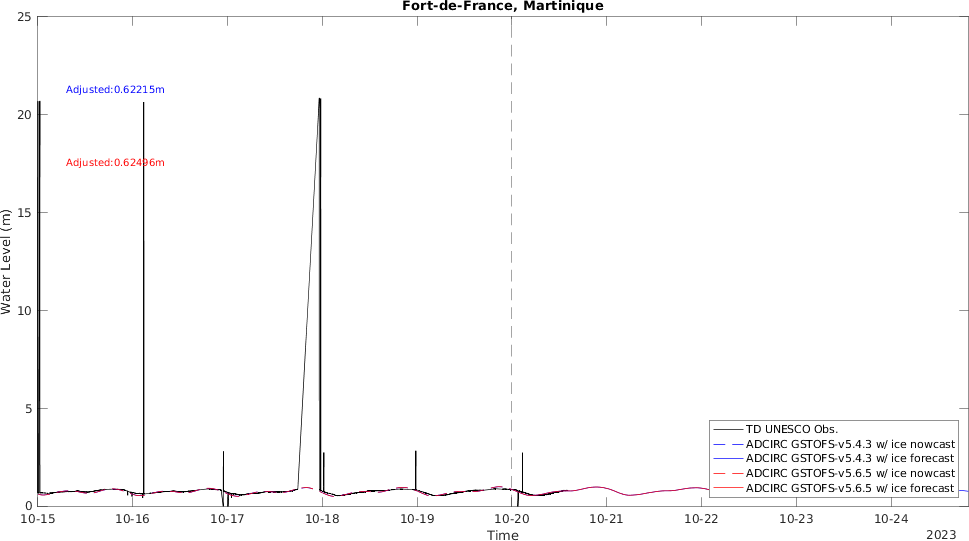 Fort-de-France, Martinique
25
20
15
10
5
0
Water Level (m)
Adjusted:0.62215m
Adjusted:0.62496m
TD UNESCO Obs.
ADCIRC GSTOFS-v5.4.3 w/ ice nowcast
ADCIRC GSTOFS-v5.4.3 w/ ice forecast
ADCIRC GSTOFS-v5.6.5 w/ ice nowcast
ADCIRC GSTOFS-v5.6.5 w/ ice forecast
10-15 10-16 10-17 10-18 10-19 10-20 10-21 10-22 10-23 10-24
Time
2023